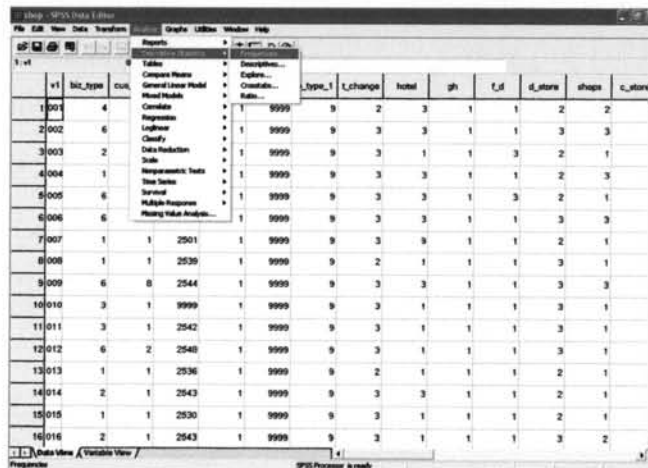 shop - SPSS Data Editor
File Edit View Data Transform Analyze Graphs Utilities Window Help
1 : v1
Reports
Descriptive Statistics
Tables
Compare Means
General Linear Model
Mixed Models
Correlate
Regression
Loglinear
Classify
Data Reduction
Scale
Nonparametric Tests
Time Series
Survival
Multiple Response
Missing Value Analysis...
Frequencies...
Descriptives...
Explore...
Crosstabs...
Ratio...
v1 biz_type cus_ _type_1 t_change hotel gh f_d d_store shops c_store
1 001 4 1 9999 9 2 3 1 1 2 2
2 002 6 1 9999 9 3 3 1 1 3 3
3 003 2 1 9999 9 3 1 1 3 2 1
4 004 1 1 9999 9 3 3 1 1 2 3
5 005 6 1 9999 9 3 3 1 3 2 1
6 006 6 1 9999 9 3 3 1 1 3 3
7 007 1 1 2501 1 9999 9 3 9 1 1 2 1
8 008 1 1 2539 1 9999 9 2 1 1 1 2 1
9 009 6 8 2544 1 9999 9 3 3 1 1 3 3
10 010 3 1 9999 1 9999 9 3 1 1 1 3 1
11 011 3 1 2542 1 9999 9 3 1 1 1 3 1
12 012 6 2 2548 1 9999 9 3 1 1 1 3 1
13 013 1 1 2536 1 9999 9 2 1 1 1 2 1
14 014 2 1 2543 1 9999 9 3 3 1 1 2 1
15 015 1 1 2530 1 9999 9 3 1 1 1 2 1
16 016 2 1 2543 1 9999 9 3 1 1 1 3 2
Data View Variable View
Frequencies SPSS Processor is ready